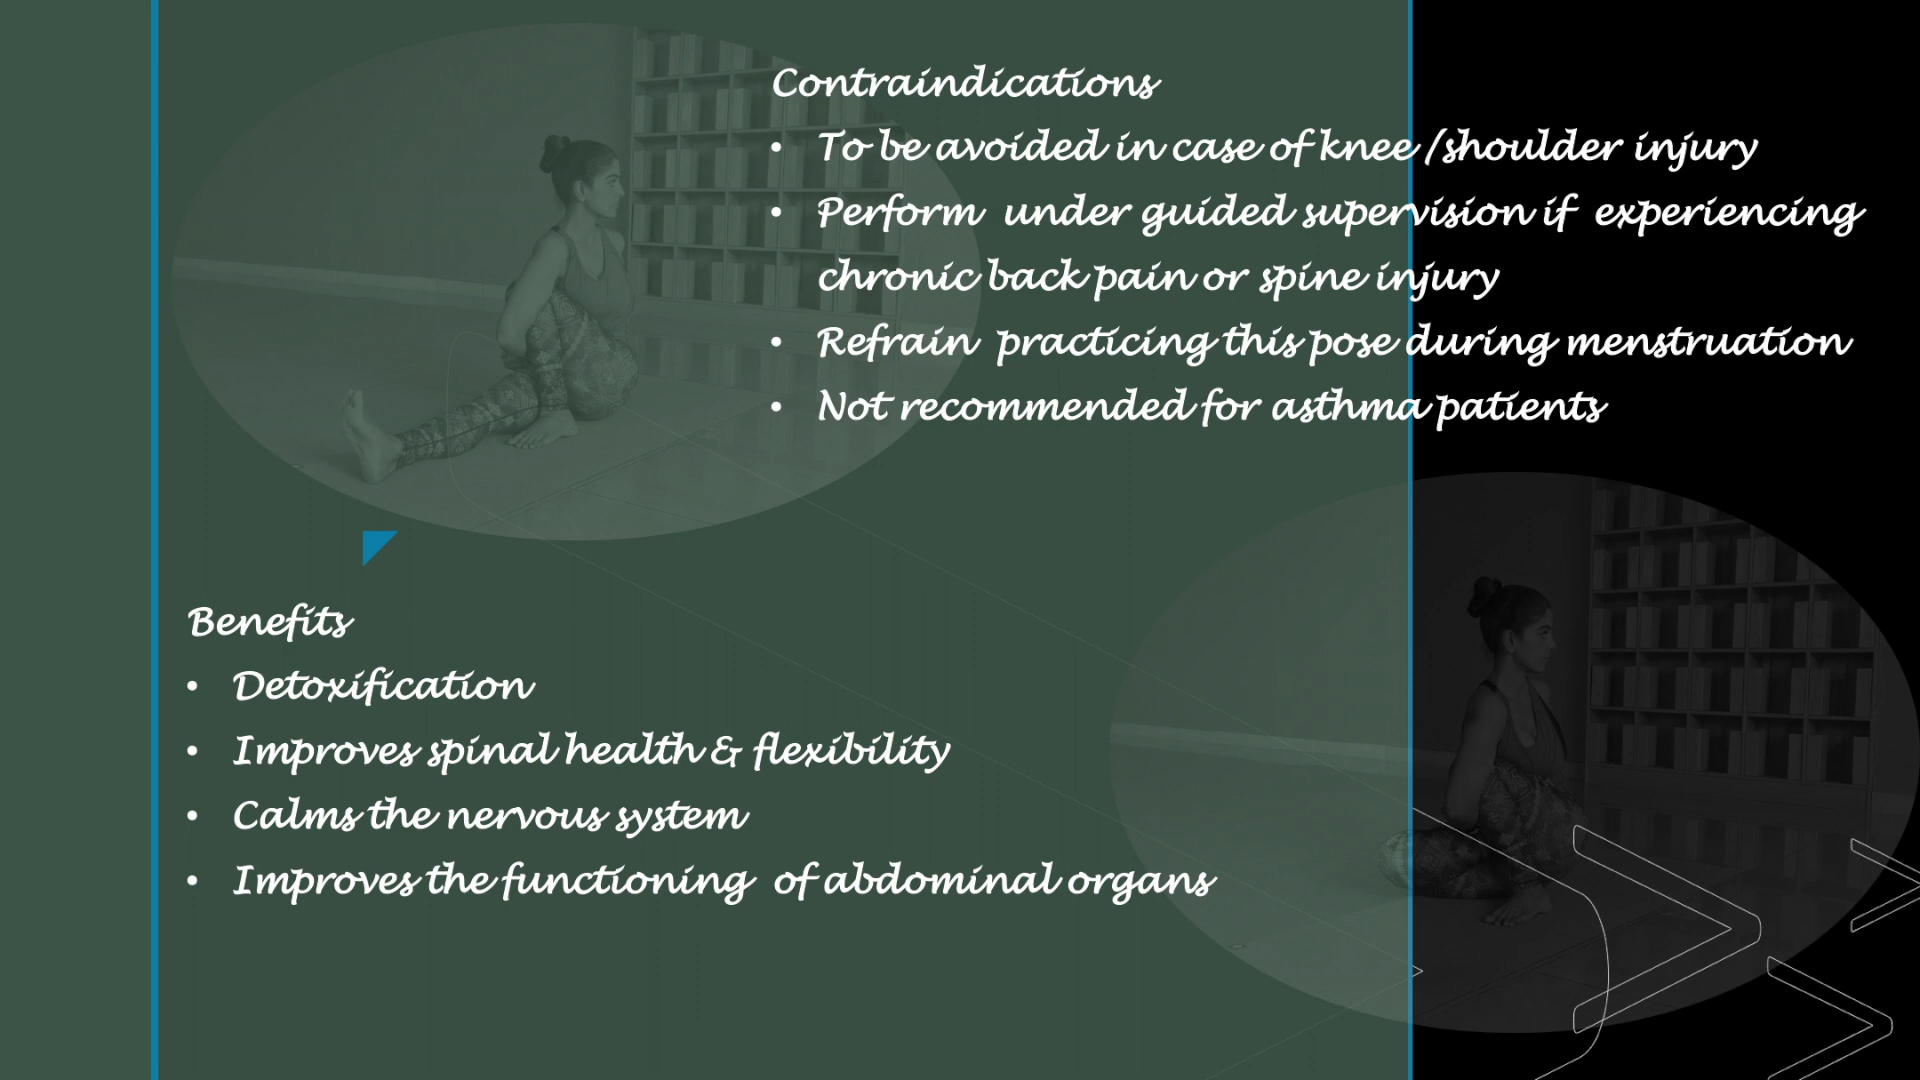 Contraindications
• To be avoided in case of knee /shoulder injury
• Perform under guided supervision if experiencing
chronic back pain or spine injury
• Refrain practicing this pose during menstruation
• Not recommended for asthma patients
Benefits
• Detoxification
• Improves spinal health & flexibility
• Calms the nervous system
• Improves the functioning of abdominal organs